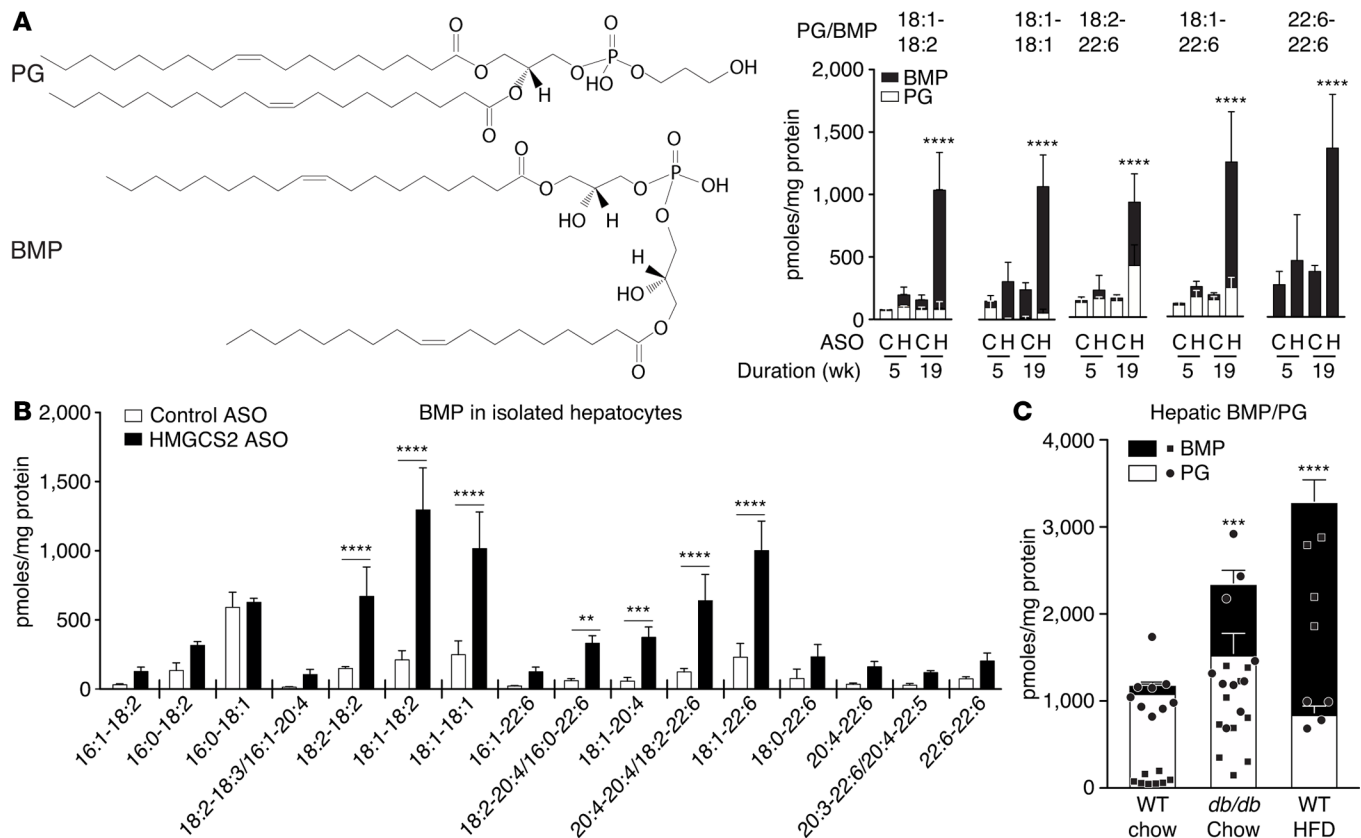 A
PG
O
O
O
O
O
P
HO
O
OH
H
BMP
O
O
O
P
OH
HO
H
O
O
H
HO
O
O
PG/BMP
18:1-
18:2
18:1-
18:1
18:2-
22:6
18:1-
22:6
22:6-
22:6
BMP
PG
pmoles/mg protein
2,000
1,500
1,000
500
0
****
****
****
****
****
ASO
C H C H
C H C H
C H C H
C H C H
C H C H
Duration (wk)
5 19
5 19
5 19
5 19
5 19
B
BMP in isolated hepatocytes
Control ASO
HMGCS2 ASO
pmoles/mg protein
2,000
1,500
1,000
500
0
****
****
****
**
***
****
****
16:1-18:2
16:0-18:2
16:0-18:1
18:2-18:3/16:1-20:4
18:2-18:2
18:1-18:2
18:1-18:1
16:1-22:6
18:2-20:4/16:0-22:6
18:1-20:4
20:4-20:4/18:2-22:6
18:1-22:6
18:0-22:6
20:4-22:6
20:3-22:6/20:4-22:5
22:6-22:6
C
Hepatic BMP/PG
BMP
PG
pmoles/mg protein
4,000
3,000
2,000
1,000
0
***
****
WT
chow
db/db
Chow
WT
HFD